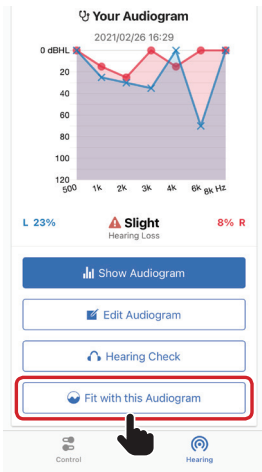 Your Audiogram
2021/02/26 16:29
0 dBHL
20
40
60
80
100
120
500 1k 2k 3k 4k 6k 8k Hz
L 23% Slight 8% R
Hearing Loss
Show Audiogram
Edit Audiogram
Hearing Check
Fit with this Audiogram
Control Hearing